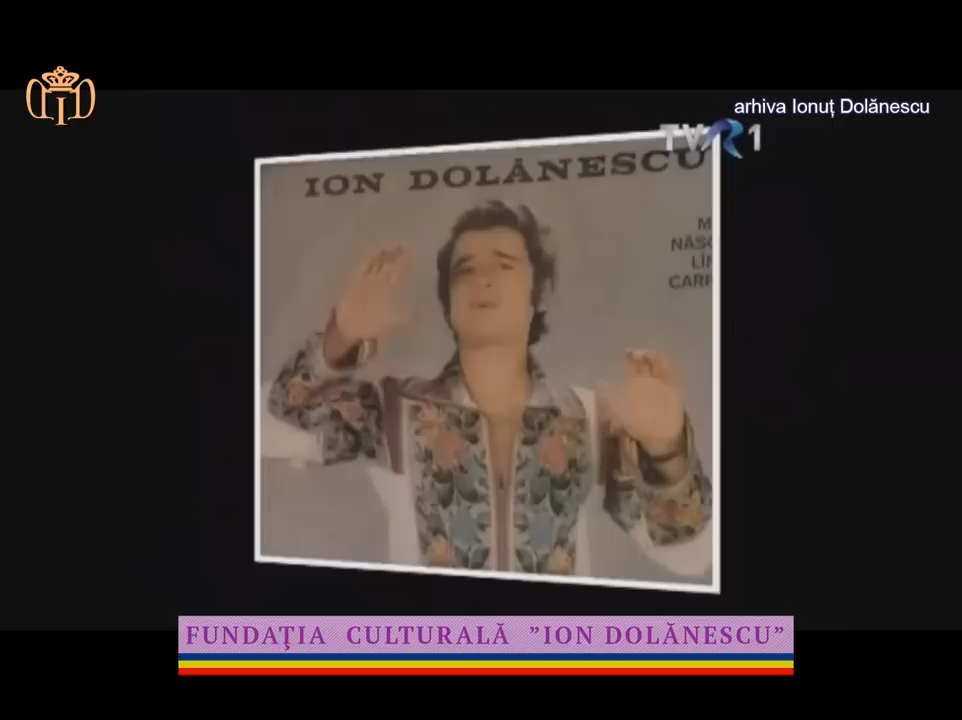 arhiva Ionuț Dolănescu
TVR1
ION DOLĂNESCU
FUNDAŢIA CULTURALĂ ”ION DOLĂNESCU”